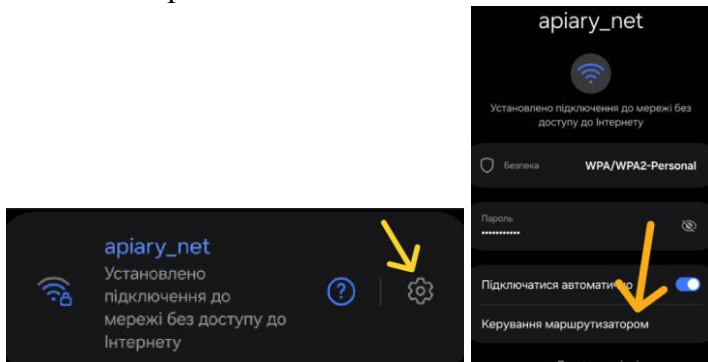 apiary_net
Установлено
підключення до
мережі без доступу до
Інтернету
?
apiary_net
Установлено підключення до мережі без
доступу до Інтернету
Безпека WPA/WPA2-Personal
Пароль
•••••••••••
Підключатися автоматично
Керування маршрутизатором